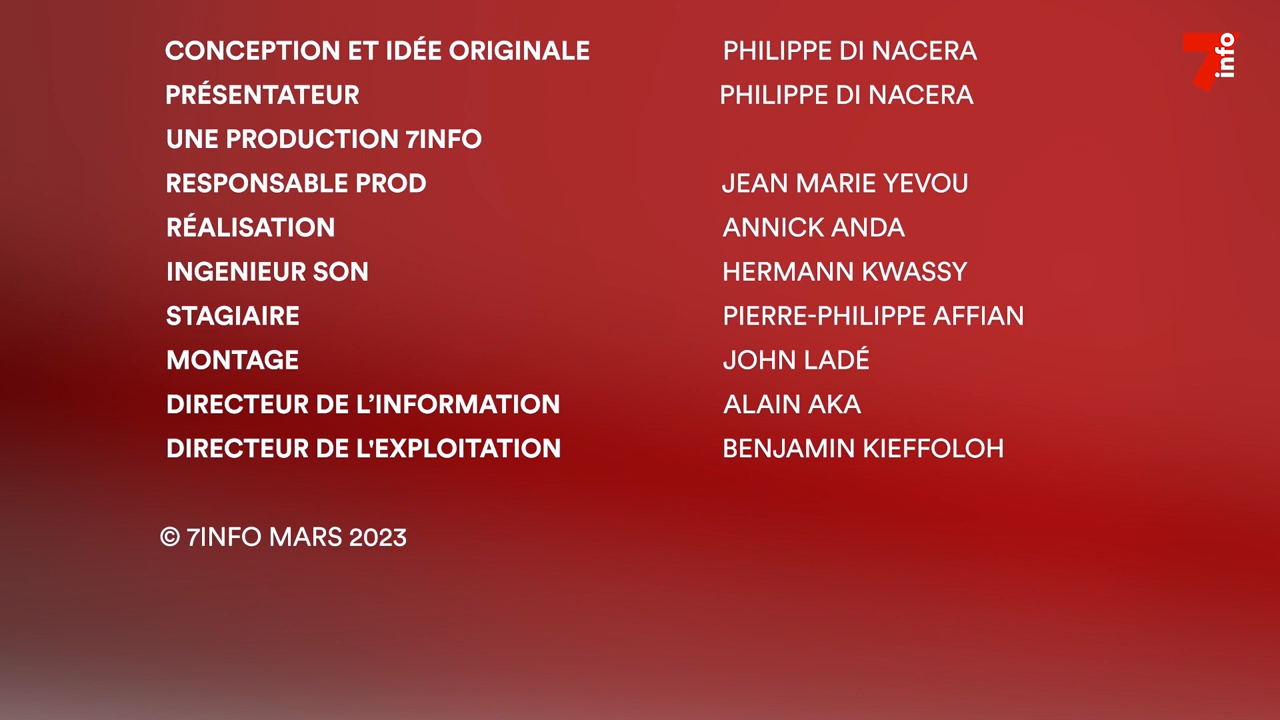 CONCEPTION ET IDÉE ORIGINALE PHILIPPE DI NACERA
PRÉSENTATEUR PHILIPPE DI NACERA
UNE PRODUCTION 7INFO
RESPONSABLE PROD JEAN MARIE YEVOU
RÉALISATION ANNICK ANDA
INGENIEUR SON HERMANN KWASSY
STAGIAIRE PIERRE-PHILIPPE AFFIAN
MONTAGE JOHN LADÉ
DIRECTEUR DE L’INFORMATION ALAIN AKA
DIRECTEUR DE L'EXPLOITATION BENJAMIN KIEFFOLOH
© 7INFO MARS 2023
7info